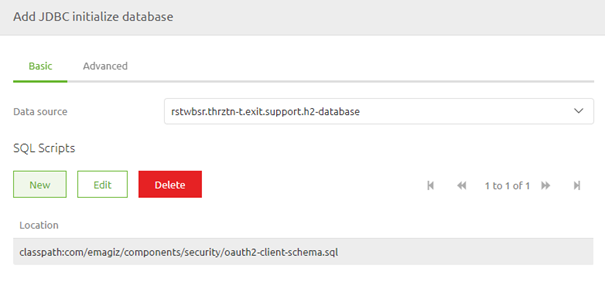 Add JDBC initialize database
Basic Advanced
Data source rstwbsr.thrztn-t.exit.support.h2-database
SQL Scripts
New Edit Delete 1 to 1 of 1
Location
classpath:com/emagiz/components/security/oauth2-client-schema.sql